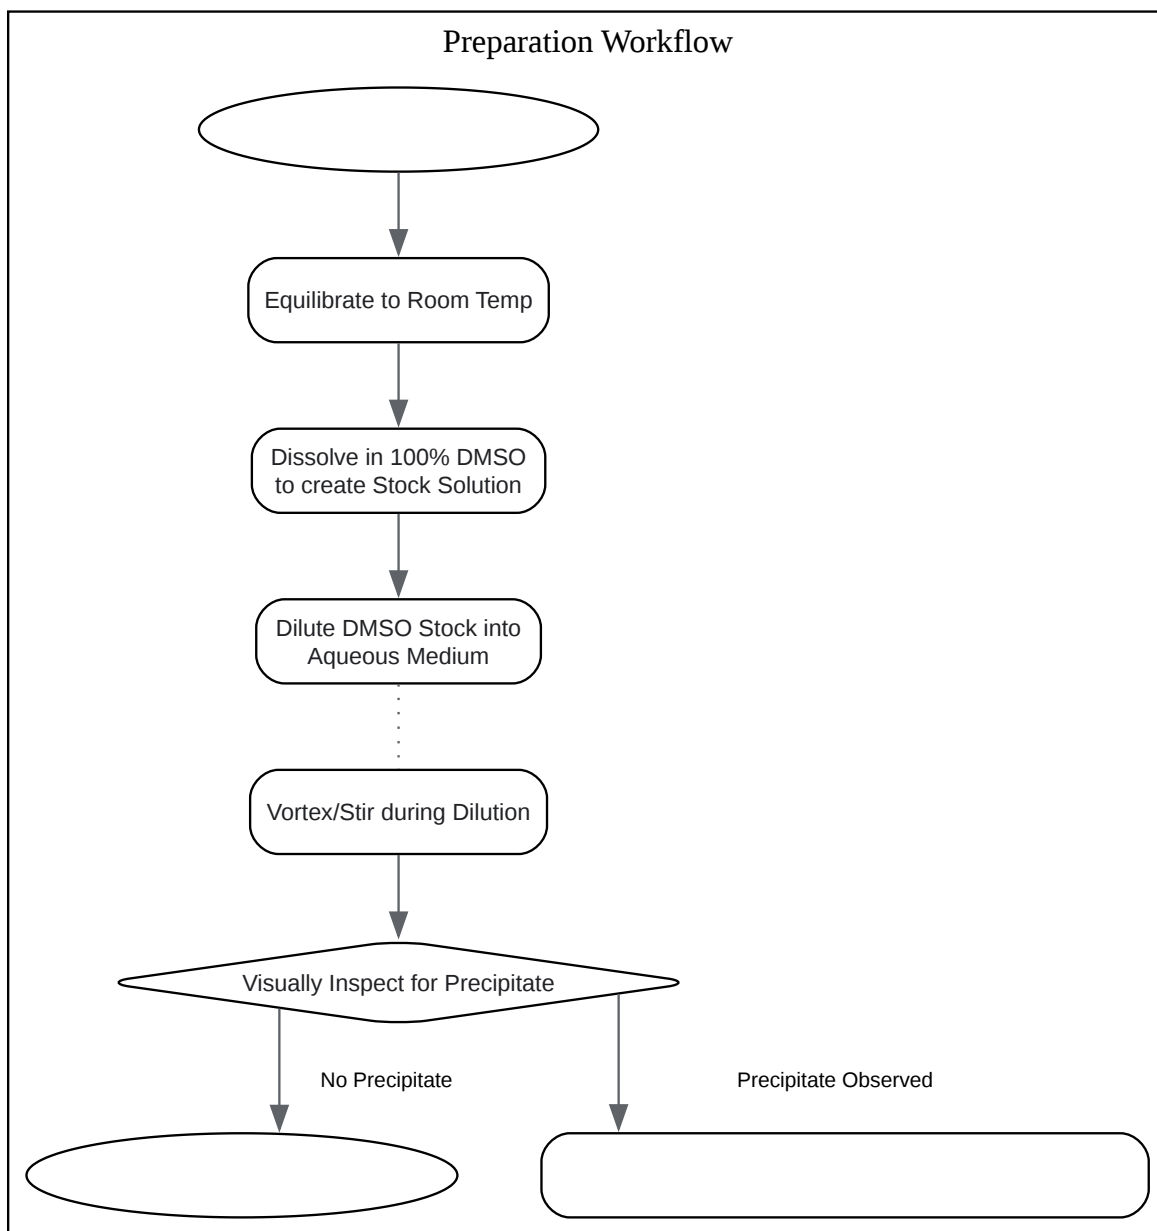 Preparation Workflow
Equilibrate to Room Temp
Dissolve in 100% DMSO
to create Stock Solution
Dilute DMSO Stock into
Aqueous Medium
Vortex/Stir during Dilution
Visually Inspect for Precipitate
No Precipitate
Precipitate Observed